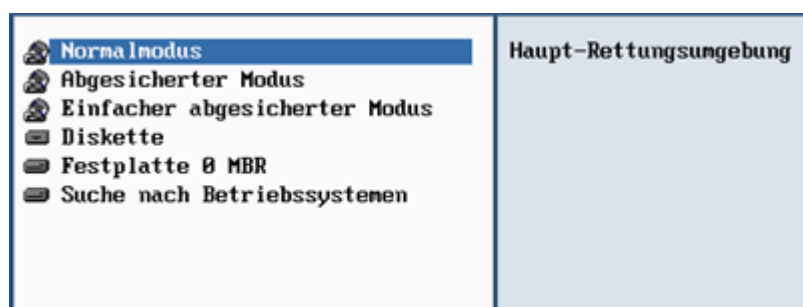 Normalmodus
Abgesicherter Modus
Einfacher abgesicherter Modus
Diskette
Festplatte 0 MBR
Suche nach Betriebssystemen
Haupt-Rettungsumgebung